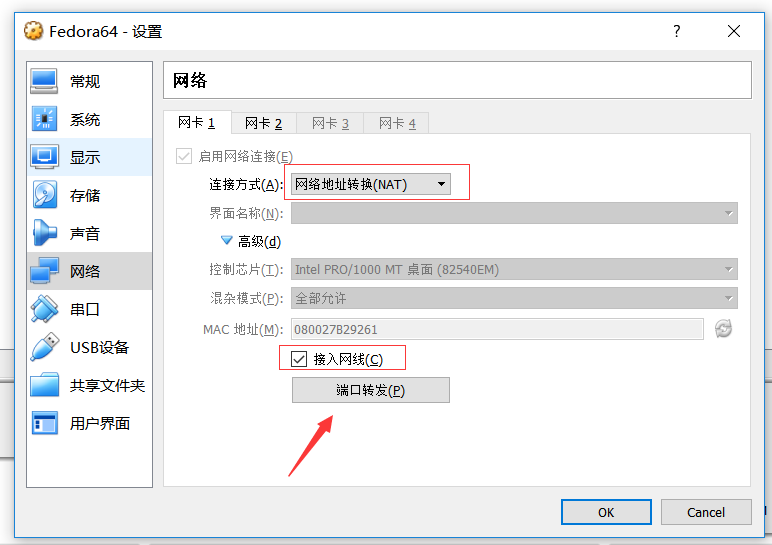 Fedora64 - 设置
?
常规
系统
显示
存储
声音
网络
串口
USB设备
共享文件夹
用户界面
网络
网卡 1 网卡 2 网卡 3 网卡 4
启用网络连接(E)
连接方式(A): 网络地址转换(NAT)
界面名称(N):
高级(d)
控制芯片(T): Intel PRO/1000 MT 桌面 (82540EM)
混杂模式(P): 全部允许
MAC 地址(M): 080027B29261
接入网线(C)
端口转发(P)
OK Cancel